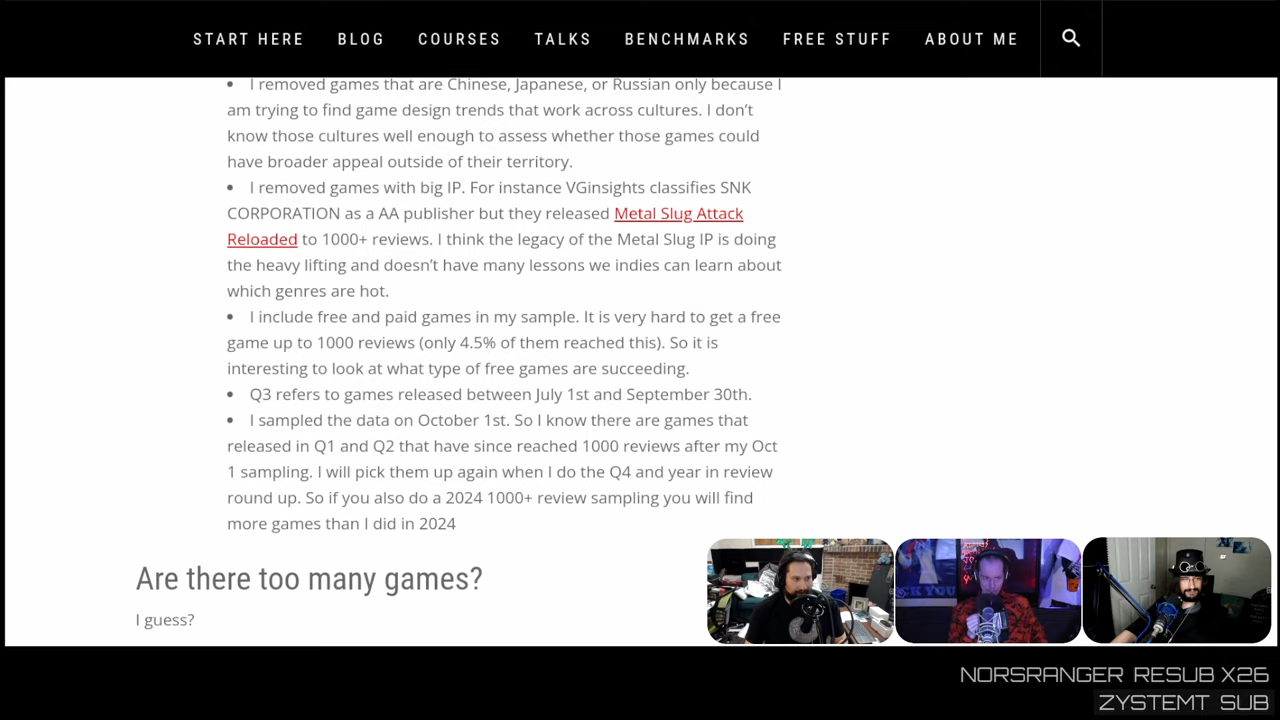 START HERE BLOG COURSES TALKS BENCHMARKS FREE STUFF ABOUT ME
• I removed games that are Chinese, Japanese, or Russian only because I
am trying to find game design trends that work across cultures. I don't
know those cultures well enough to assess whether those games could
have broader appeal outside of their territory.
• I removed games with big IP. For instance VGinsights classifies SNK
CORPORATION as a AA publisher but they released Metal Slug Attack
Reloaded to 1000+ reviews. I think the legacy of the Metal Slug IP is doing
the heavy lifting and doesn't have many lessons we indies can learn about
which genres are hot.
• I include free and paid games in my sample. It is very hard to get a free
game up to 1000 reviews (only 4.5% of them reached this). So it is
interesting to look at what type of free games are succeeding.
• Q3 refers to games released between July 1st and September 30th.
• I sampled the data on October 1st. So I know there are games that
released in Q1 and Q2 that have since reached 1000 reviews after my Oct
1 sampling. I will pick them up again when I do the Q4 and year in review
round up. So if you also do a 2024 1000+ review sampling you will find
more games than I did in 2024
Are there too many games?
I guess?
NORSRANGER RESUB X26
ZYSTEMT SUB